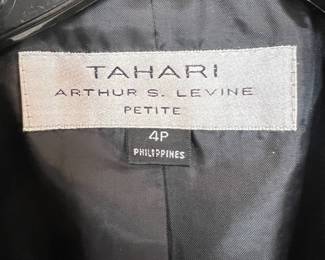 TAHARI
ARTHUR S. LEVINE
PETITE
4P
PHILIPPINES